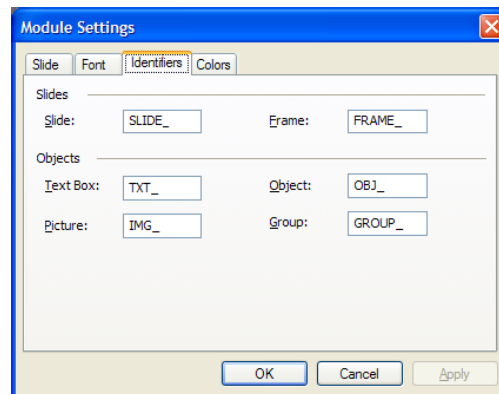 Module Settings
Slide Font Identifiers Colors
Slides
Slide: SLIDE_ Frame: FRAME_
Objects
Text Box: TXT_ Object: OBJ_
Picture: IMG_ Group: GROUP_
OK Cancel Apply